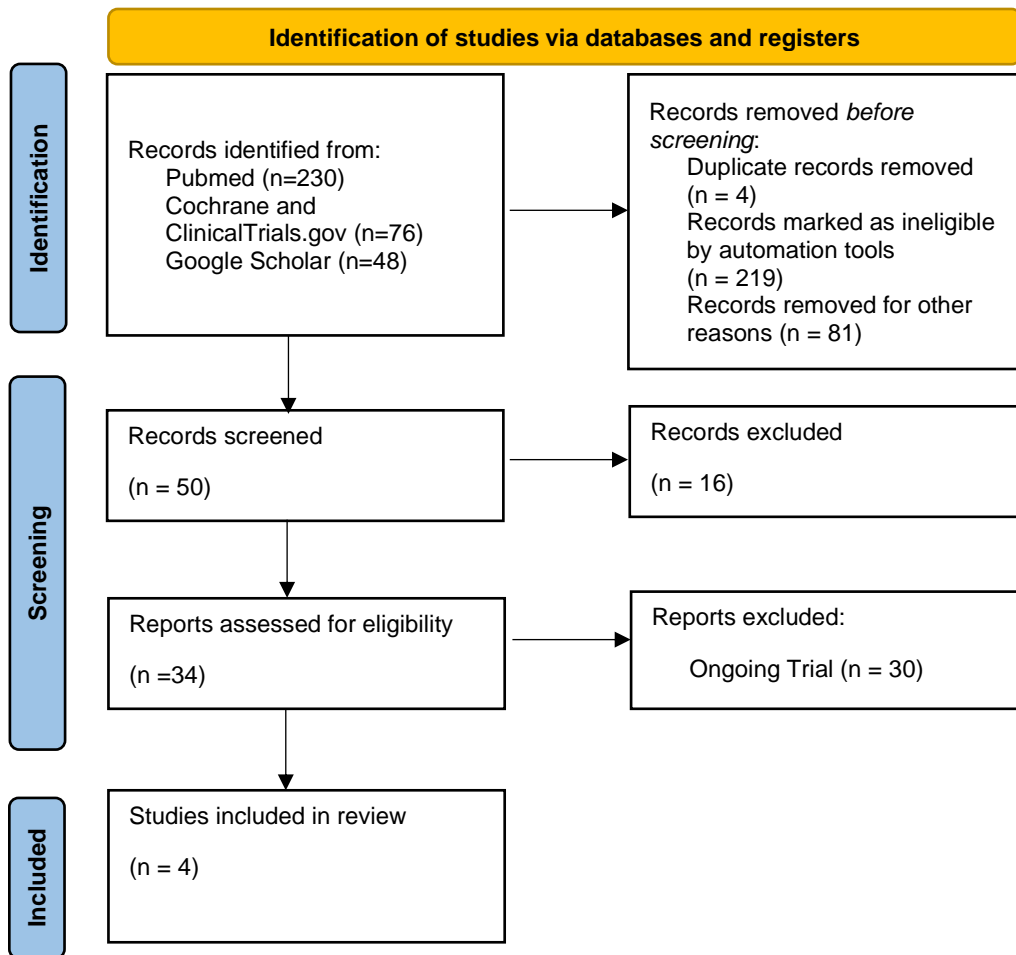 Identification of studies via databases and registers
Identification
Records identified from:
Pubmed (n=230)
Cochrane and
ClinicalTrials.gov (n=76)
Google Scholar (n=48)
Records removed before
screening:
Duplicate records removed
(n = 4)
Records marked as ineligible
by automation tools
(n = 219)
Records removed for other
reasons (n = 81)
Screening
Records screened
(n = 50)
Records excluded
(n = 16)
Reports assessed for eligibility
(n =34)
Reports excluded:
Ongoing Trial (n = 30)
Included
Studies included in review
(n = 4)